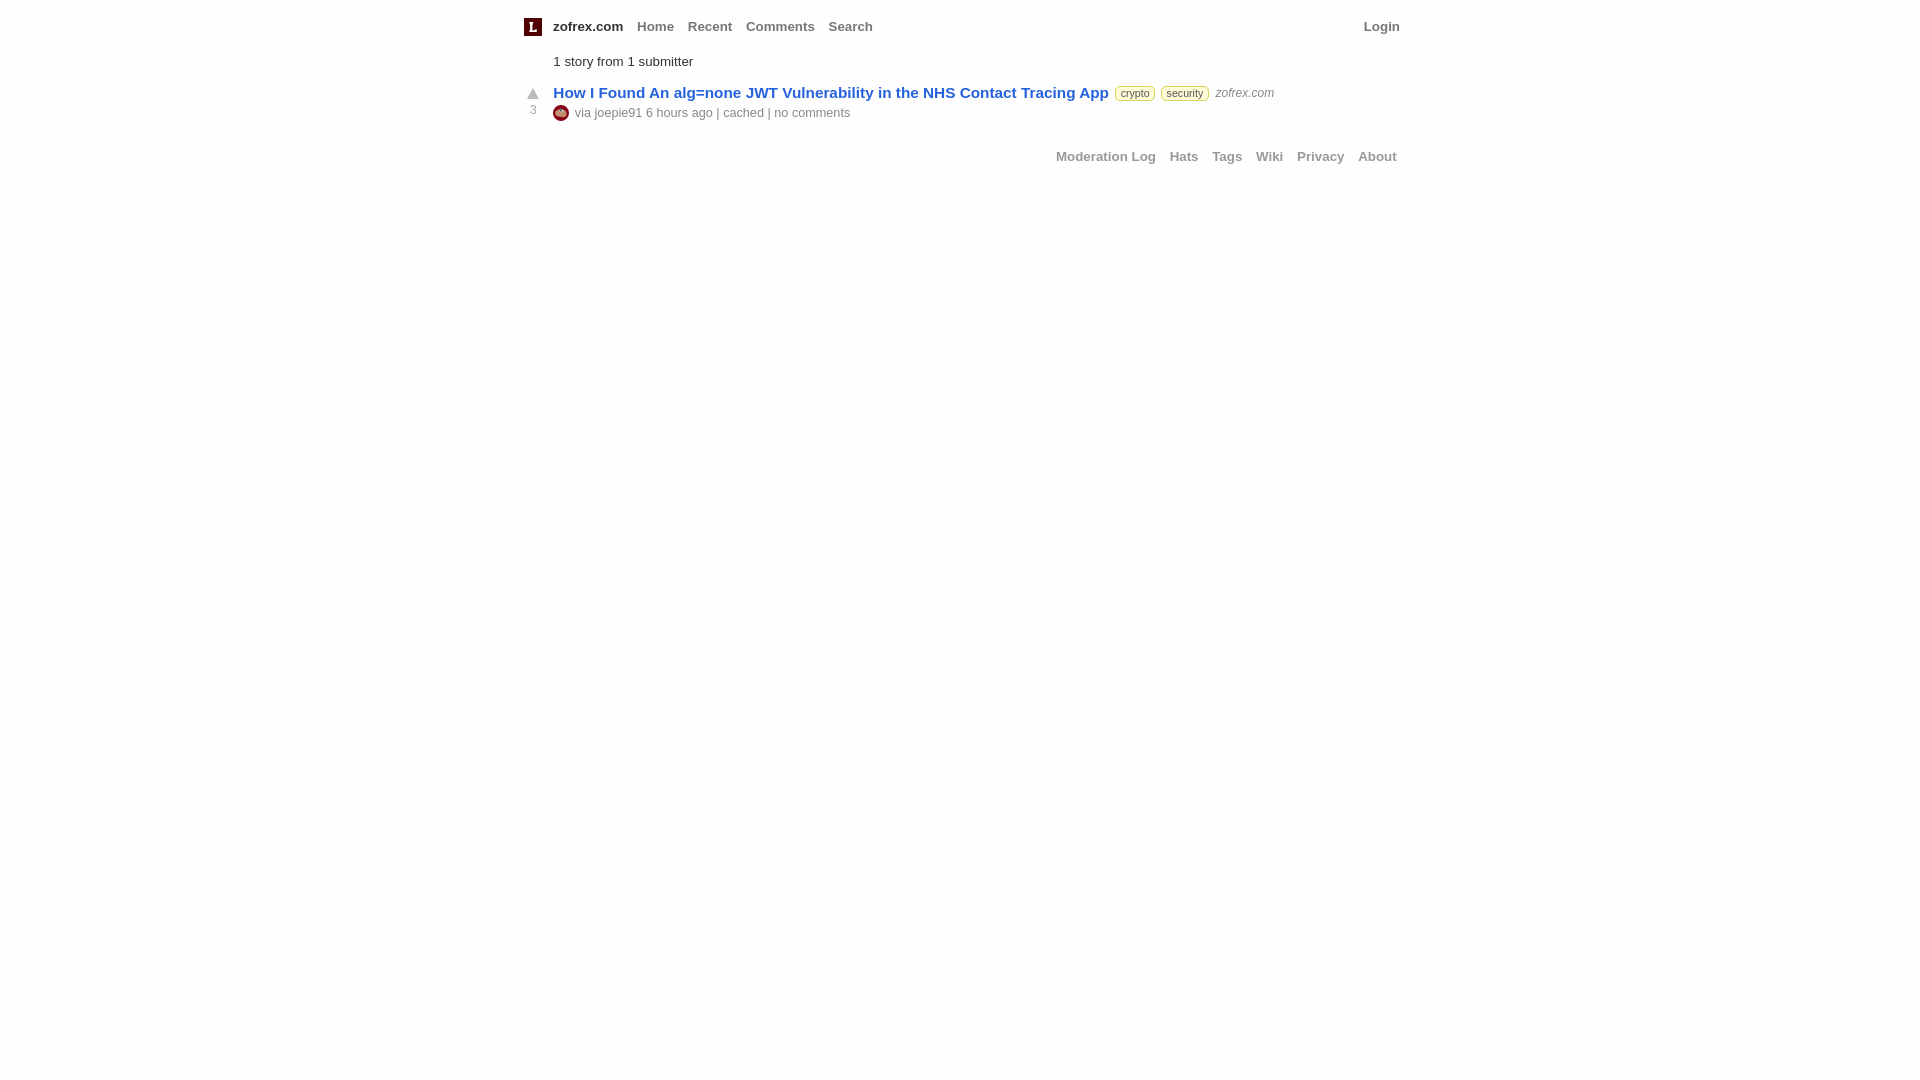 L zofrex.com Home Recent Comments Search Login
1 story from 1 submitter
How I Found An alg=none JWT Vulnerability in the NHS Contact Tracing App crypto security zofrex.com
3 via joepie91 6 hours ago | cached | no comments
Moderation Log Hats Tags Wiki Privacy About